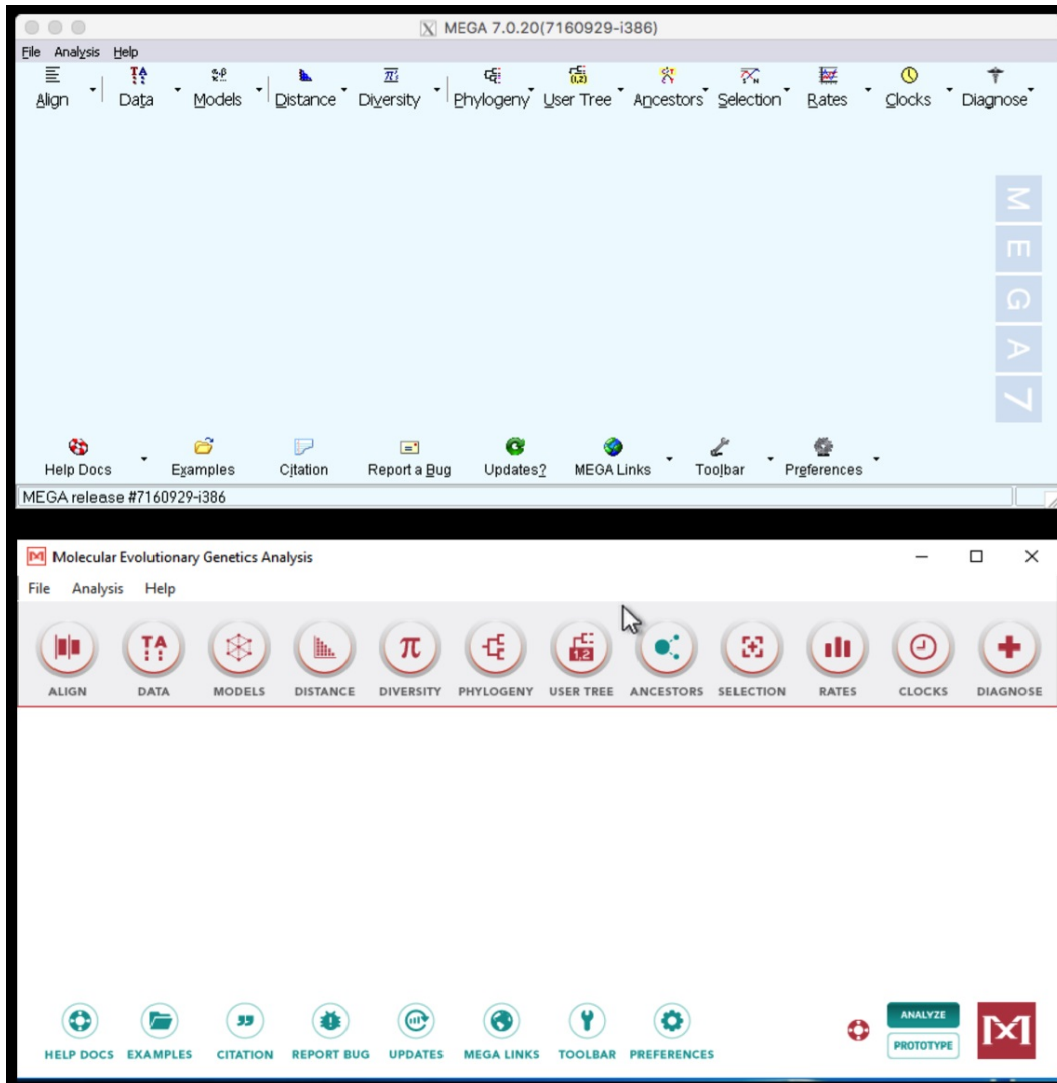 MEGA 7.0.20(7160929-i386)
File Analysis Help
Align Data Models Distance Diversity Phylogeny User Tree Ancestors Selection Rates Clocks Diagnose
M
E
G
A
7
Help Docs Examples Citation Report a Bug Updates? MEGA Links Toolbar Preferences
MEGA release #7160929-i386
Molecular Evolutionary Genetics Analysis
File Analysis Help
TA
π
1,2
ALIGN DATA MODELS DISTANCE DIVERSITY PHYLOGENY USER TREE ANCESTORS SELECTION RATES CLOCKS DIAGNOSE
ANALYZE
PROTOTYPE
HELP DOCS EXAMPLES CITATION REPORT BUG UPDATES MEGA LINKS TOOLBAR PREFERENCES